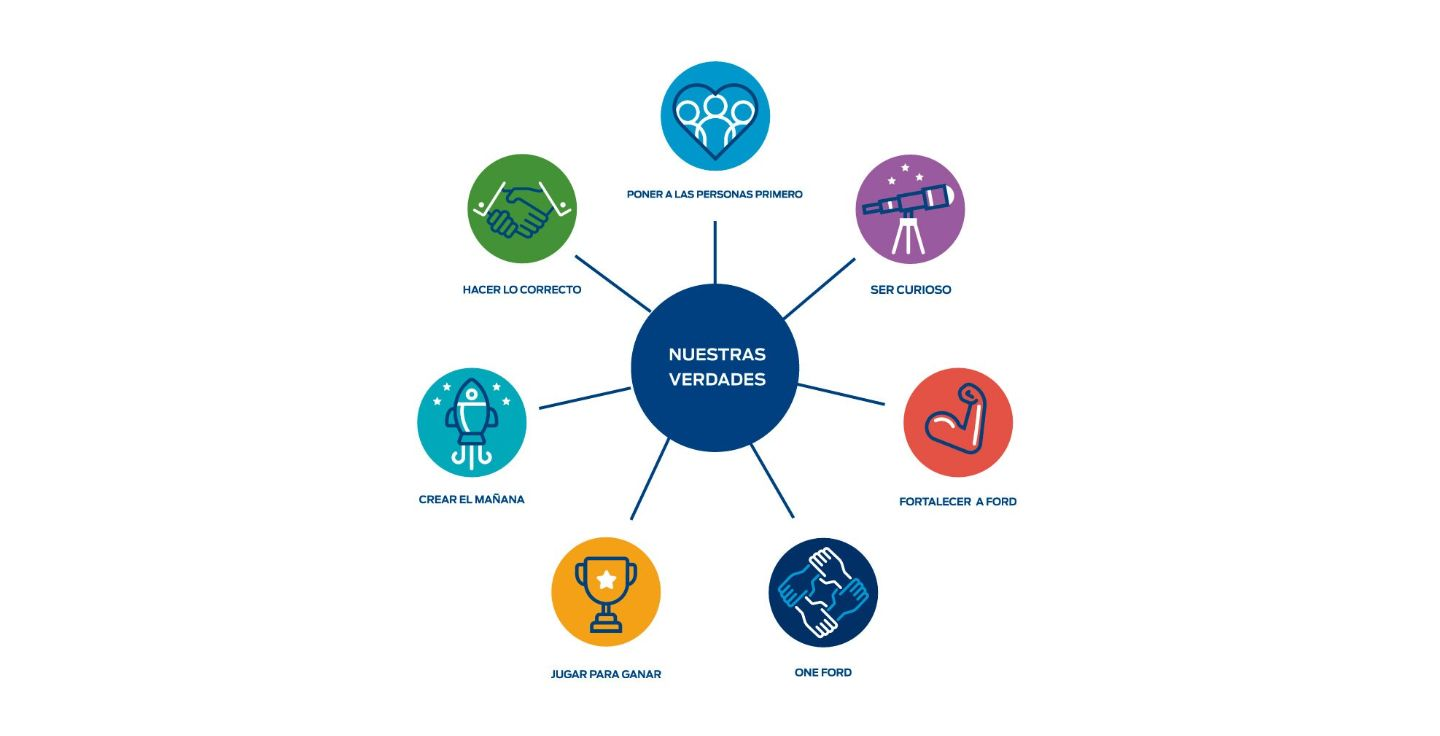 PONER A LAS PERSONAS PRIMERO
HACER LO CORRECTO
SER CURIOSO
NUESTRAS
VERDADES
CREAR EL MAÑANA
FORTALECER A FORD
JUGAR PARA GANAR
ONE FORD